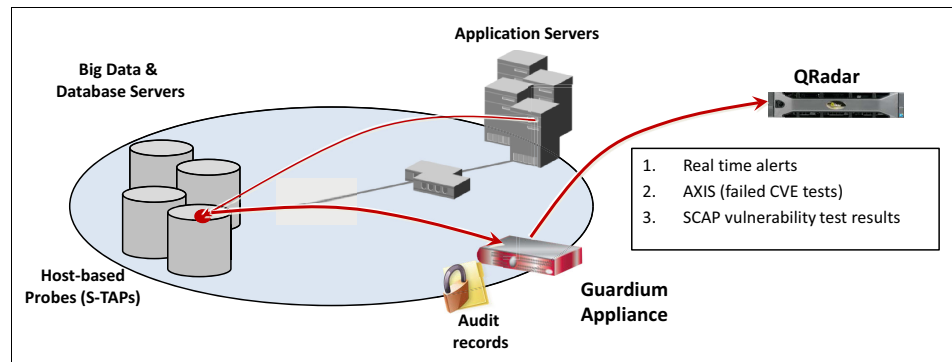 Application Servers
Big Data &
Database Servers
QRadar
1. Real time alerts
2. AXIS (failed CVE tests)
3. SCAP vulnerability test results
Host-based
Probes (S-TAPs)
Guardium
Appliance
Audit
records